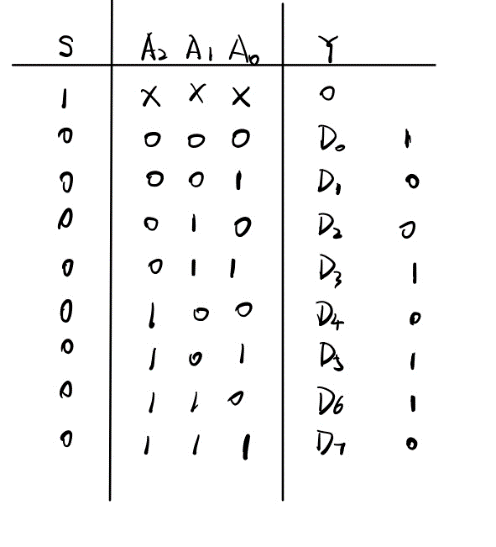 S A₂ A₁ A₀ Y
1 X X X 0
0 0 0 0 D₀ 1
0 0 0 1 D₁ 0
0 0 1 0 D₂ 0
0 0 1 1 D₃ 1
0 1 0 0 D₄ 0
0 1 0 1 D₅ 1
0 1 1 0 D₆ 1
0 1 1 1 D₇ 0